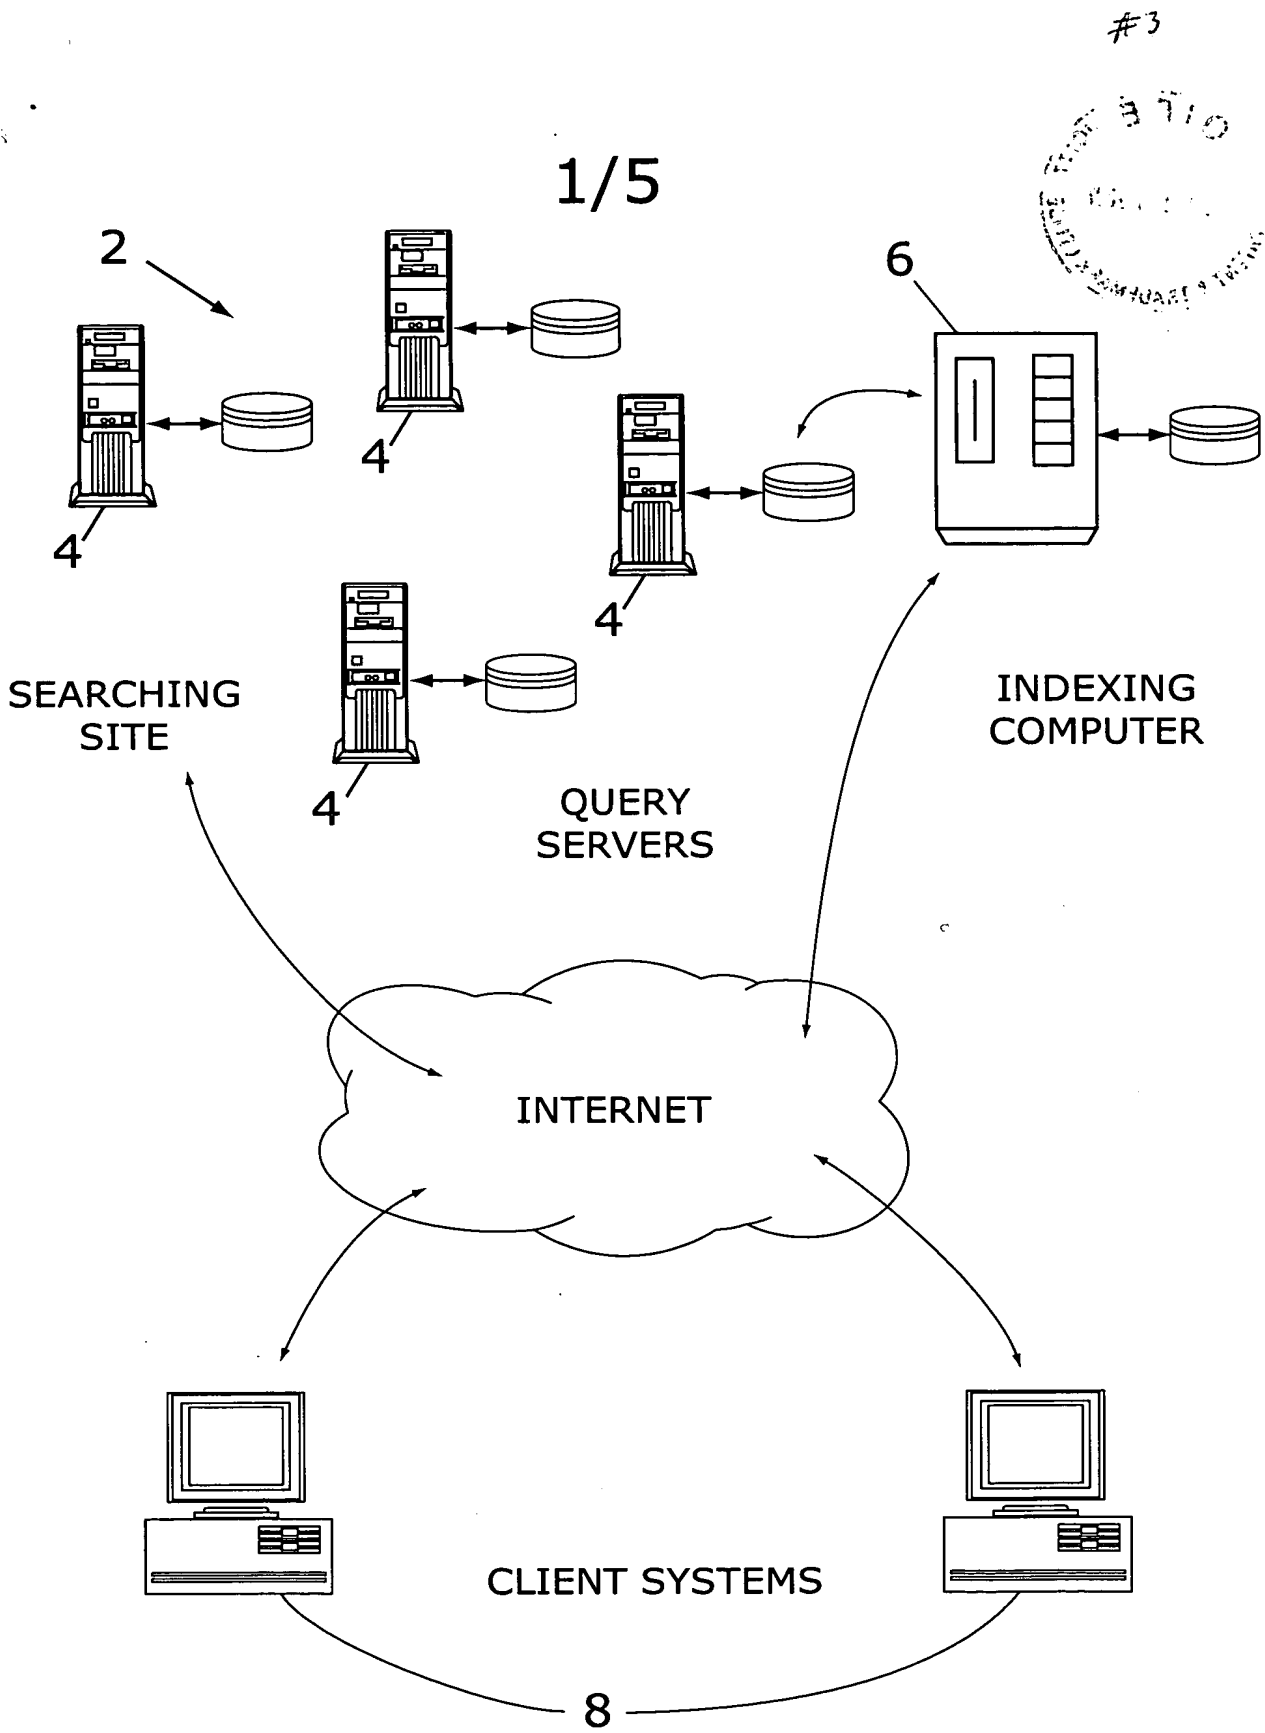 #3
1/5
2
6
4
4
4
4
SEARCHING
SITE
INDEXING
COMPUTER
QUERY
SERVERS
INTERNET
CLIENT SYSTEMS
8